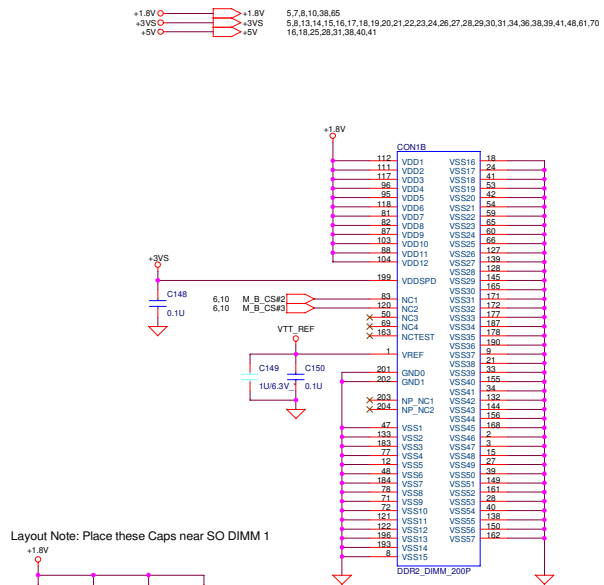 +1.8V +1.8V 5,7,8,10,38,65
+3VS +3VS 5,8,13,14,15,16,17,18,19,20,21,22,23,24,26,27,28,29,30,31,34,36,38,39,41,48,61,70
+5V +5V 16,18,25,28,31,38,40,41
+1.8V
CON1B
112 VDD1 VSS16 18
111 VDD2 VSS17 24
117 VDD3 VSS18 41
96 VDD4 VSS19 53
95 VDD5 VSS20 42
118 VDD6 VSS21 54
81 VDD7 VSS22 59
82 VDD8 VSS23 65
87 VDD9 VSS24 60
103 VDD10 VSS25 66
88 VDD11 VSS26 127
104 VDD12 VSS27 139
VSS28 128
+3VS
199 VDDSPD VSS29 145
VSS30 165
C148
0.1U
6,10 M_B_CS#2 83 NC1 VSS31 171
6,10 M_B_CS#3 120 NC2 VSS32 172
50 NC3 VSS33 177
69 NC4 VSS34 187
163 NCTEST VSS35 178
VTT_REF
VSS36 190
1 VREF VSS37 9
VSS38 21
201 GND0 VSS39 33
202 GND1 VSS40 155
C149
1U/6.3V_
C150
0.1U
VSS41 34
203 NP_NC1 VSS42 132
204 NP_NC2 VSS43 144
VSS44 156
47 VSS1 VSS45 168
133 VSS2 VSS46 2
183 VSS3 VSS47 3
77 VSS4 VSS48 15
12 VSS5 VSS49 27
48 VSS6 VSS50 39
184 VSS7 VSS51 149
78 VSS8 VSS52 161
71 VSS9 VSS53 28
72 VSS10 VSS54 40
121 VSS11 VSS55 138
122 VSS12 VSS56 150
196 VSS13 VSS57 162
193 VSS14
8 VSS15
DDR2_DIMM_200P
Layout Note: Place these Caps near SO DIMM 1
+1.8V